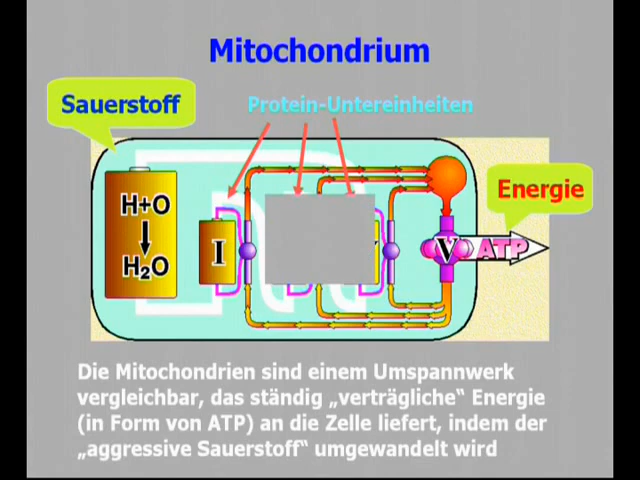 Mitochondrium
Sauerstoff
Protein-Untereinheiten
Energie
H+O
H₂O
I
V
ATP
Die Mitochondrien sind einem Umspannwerk
vergleichbar, das ständig „verträgliche“ Energie
(in Form von ATP) an die Zelle liefert, indem der
„aggressive Sauerstoff“ umgewandelt wird